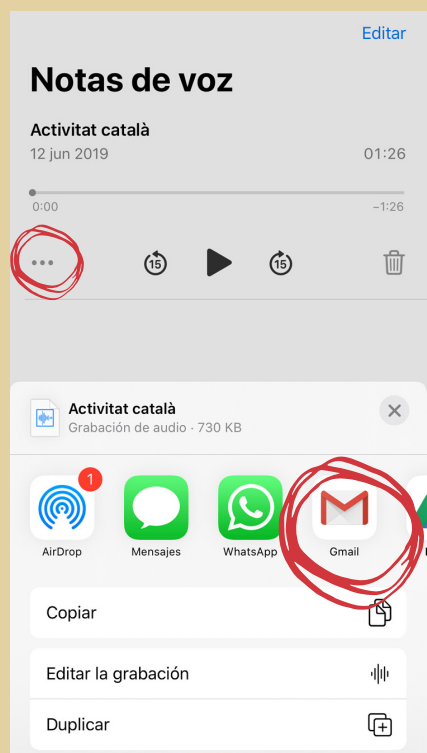 Editar
Notas de voz
Activitat català
12 jun 2019 01:26
0:00 −1:26
15 15
Activitat català
Grabación de audio · 730 KB
1
AirDrop Mensajes WhatsApp Gmail
Copiar
Editar la grabación
Duplicar